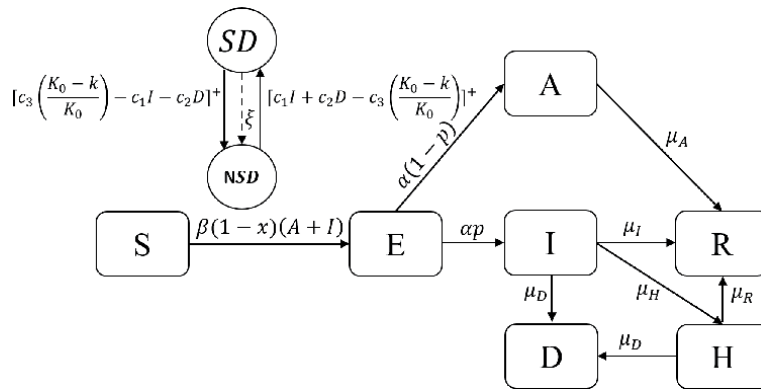 SD
⌈c₃((K₀ − k)/K₀) − c₁I − c₂D⌉⁺
ξ
⌈c₁I + c₂D − c₃((K₀ − k)/K₀)⌉⁺
NSD
A
α(1 − p)
μ_A
S
β(1 − x)(A + I)
E
αp
I
μ_I
R
μ_D
μ_H
μ_R
D
μ_D
H